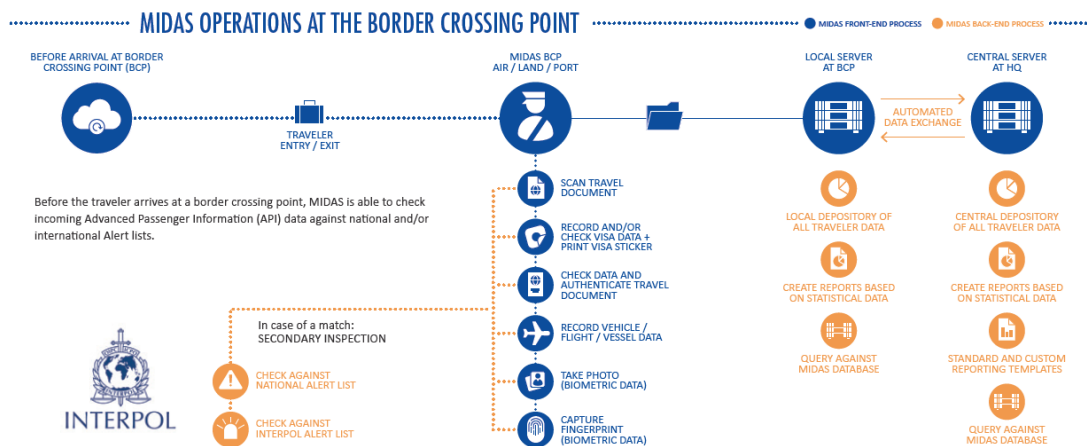 MIDAS OPERATIONS AT THE BORDER CROSSING POINT
MIDAS FRONT-END PROCESS
MIDAS BACK-END PROCESS
BEFORE ARRIVAL AT BORDER
CROSSING POINT (BCP)
TRAVELER
ENTRY / EXIT
MIDAS BCP
AIR / LAND / PORT
LOCAL SERVER
AT BCP
AUTOMATED
DATA EXCHANGE
CENTRAL SERVER
AT HQ
Before the traveler arrives at a border crossing point, MIDAS is able to check
incoming Advanced Passenger Information (API) data against national and/or
international Alert lists.
SCAN TRAVEL
DOCUMENT
RECORD AND/OR
CHECK VISA DATA +
PRINT VISA STICKER
CHECK DATA AND
AUTHENTICATE TRAVEL
DOCUMENT
RECORD VEHICLE /
FLIGHT / VESSEL DATA
TAKE PHOTO
(BIOMETRIC DATA)
CAPTURE
FINGERPRINT
(BIOMETRIC DATA)
In case of a match:
SECONDARY INSPECTION
CHECK AGAINST
NATIONAL ALERT LIST
CHECK AGAINST
INTERPOL ALERT LIST
INTERPOL
LOCAL DEPOSITORY OF
ALL TRAVELER DATA
CREATE REPORTS BASED
ON STATISTICAL DATA
QUERY AGAINST
MIDAS DATABASE
CENTRAL DEPOSITORY
OF ALL TRAVELER DATA
CREATE REPORTS BASED
ON STATISTICAL DATA
STANDARD AND CUSTOM
REPORTING TEMPLATES
QUERY AGAINST
MIDAS DATABASE